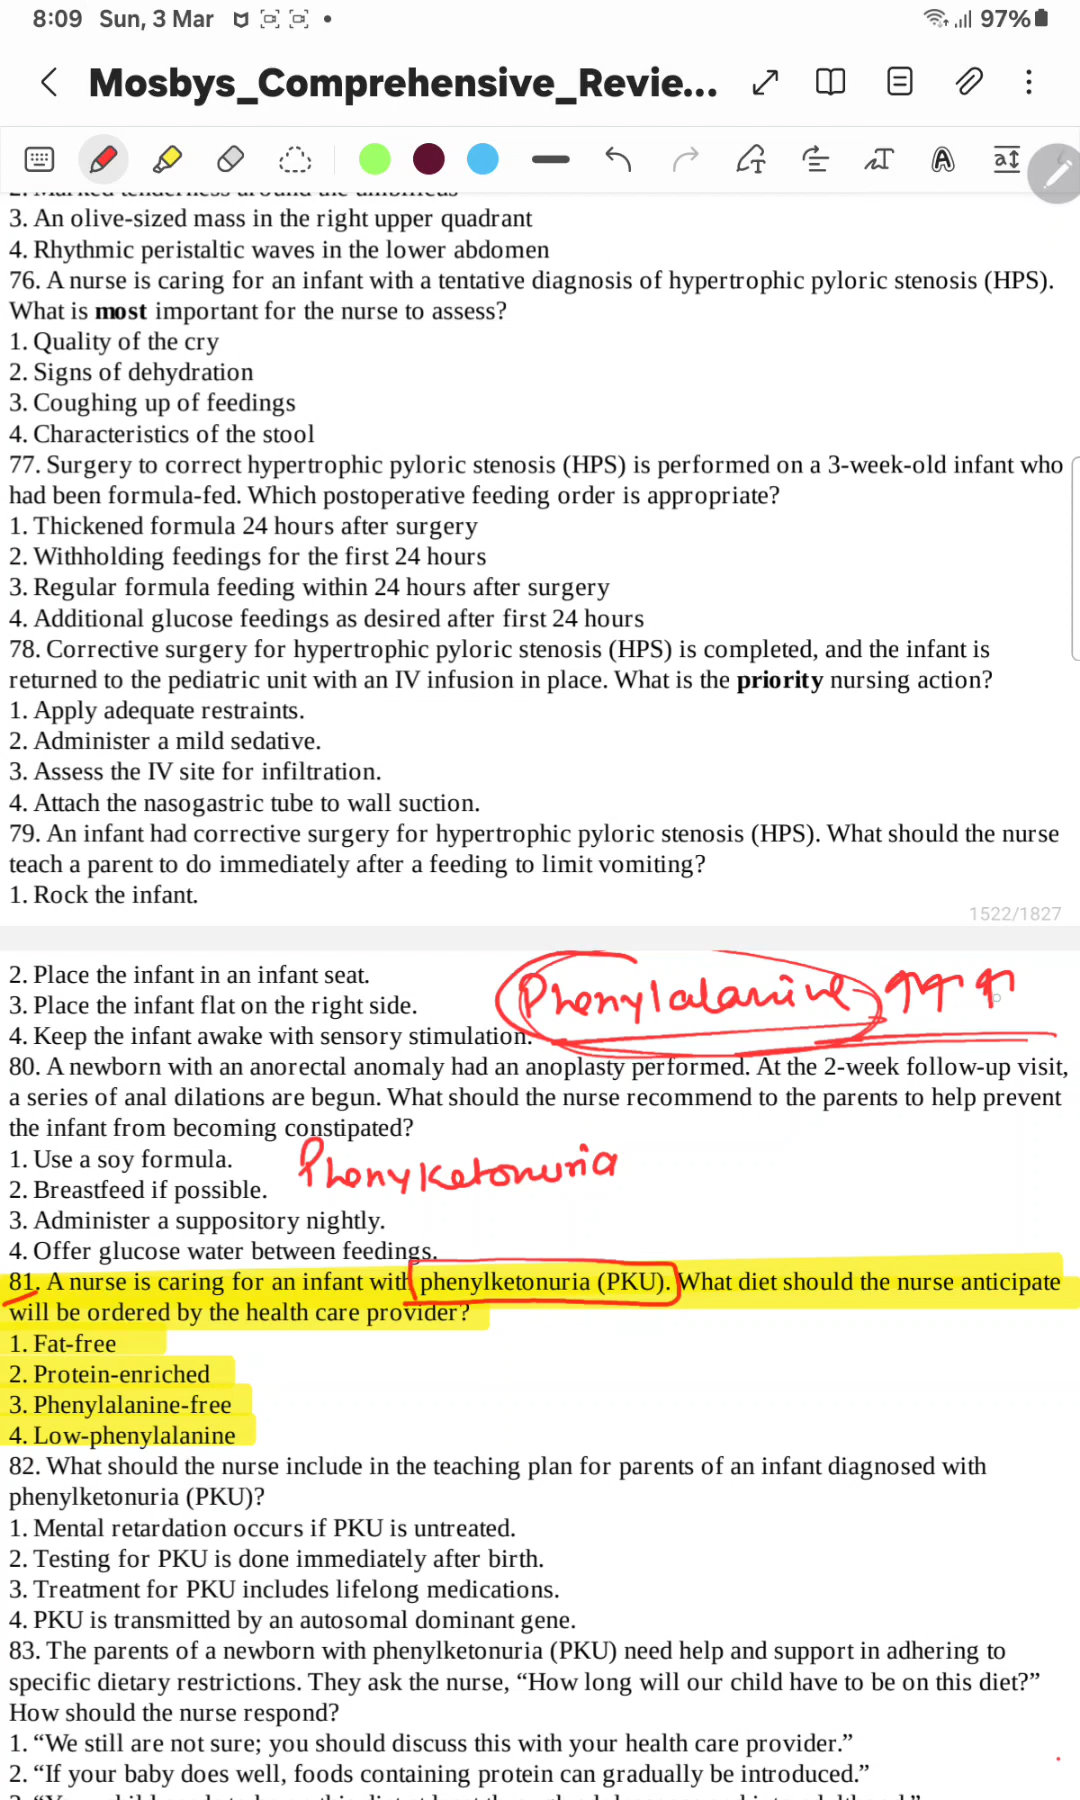 8:09 Sun, 3 Mar
97%
Mosbys_Comprehensive_Revie...
3. An olive-sized mass in the right upper quadrant
4. Rhythmic peristaltic waves in the lower abdomen
76. A nurse is caring for an infant with a tentative diagnosis of hypertrophic pyloric stenosis (HPS).
What is most important for the nurse to assess?
1. Quality of the cry
2. Signs of dehydration
3. Coughing up of feedings
4. Characteristics of the stool
77. Surgery to correct hypertrophic pyloric stenosis (HPS) is performed on a 3-week-old infant who
had been formula-fed. Which postoperative feeding order is appropriate?
1. Thickened formula 24 hours after surgery
2. Withholding feedings for the first 24 hours
3. Regular formula feeding within 24 hours after surgery
4. Additional glucose feedings as desired after first 24 hours
78. Corrective surgery for hypertrophic pyloric stenosis (HPS) is completed, and the infant is
returned to the pediatric unit with an IV infusion in place. What is the priority nursing action?
1. Apply adequate restraints.
2. Administer a mild sedative.
3. Assess the IV site for infiltration.
4. Attach the nasogastric tube to wall suction.
79. An infant had corrective surgery for hypertrophic pyloric stenosis (HPS). What should the nurse
teach a parent to do immediately after a feeding to limit vomiting?
1. Rock the infant.
1522/1827
2. Place the infant in an infant seat.
Phenylalanine ↑↑↑
3. Place the infant flat on the right side.
4. Keep the infant awake with sensory stimulation.
80. A newborn with an anorectal anomaly had an anoplasty performed. At the 2-week follow-up visit,
a series of anal dilations are begun. What should the nurse recommend to the parents to help prevent
the infant from becoming constipated?
1. Use a soy formula.
Phenyketonuria
2. Breastfeed if possible.
3. Administer a suppository nightly.
4. Offer glucose water between feedings.
81. A nurse is caring for an infant with phenylketonuria (PKU). What diet should the nurse anticipate
will be ordered by the health care provider?
1. Fat-free
2. Protein-enriched
3. Phenylalanine-free
4. Low-phenylalanine
82. What should the nurse include in the teaching plan for parents of an infant diagnosed with
phenylketonuria (PKU)?
1. Mental retardation occurs if PKU is untreated.
2. Testing for PKU is done immediately after birth.
3. Treatment for PKU includes lifelong medications.
4. PKU is transmitted by an autosomal dominant gene.
83. The parents of a newborn with phenylketonuria (PKU) need help and support in adhering to
specific dietary restrictions. They ask the nurse, “How long will our child have to be on this diet?”
How should the nurse respond?
1. “We still are not sure; you should discuss this with your health care provider.”
2. “If your baby does well, foods containing protein can gradually be introduced.”